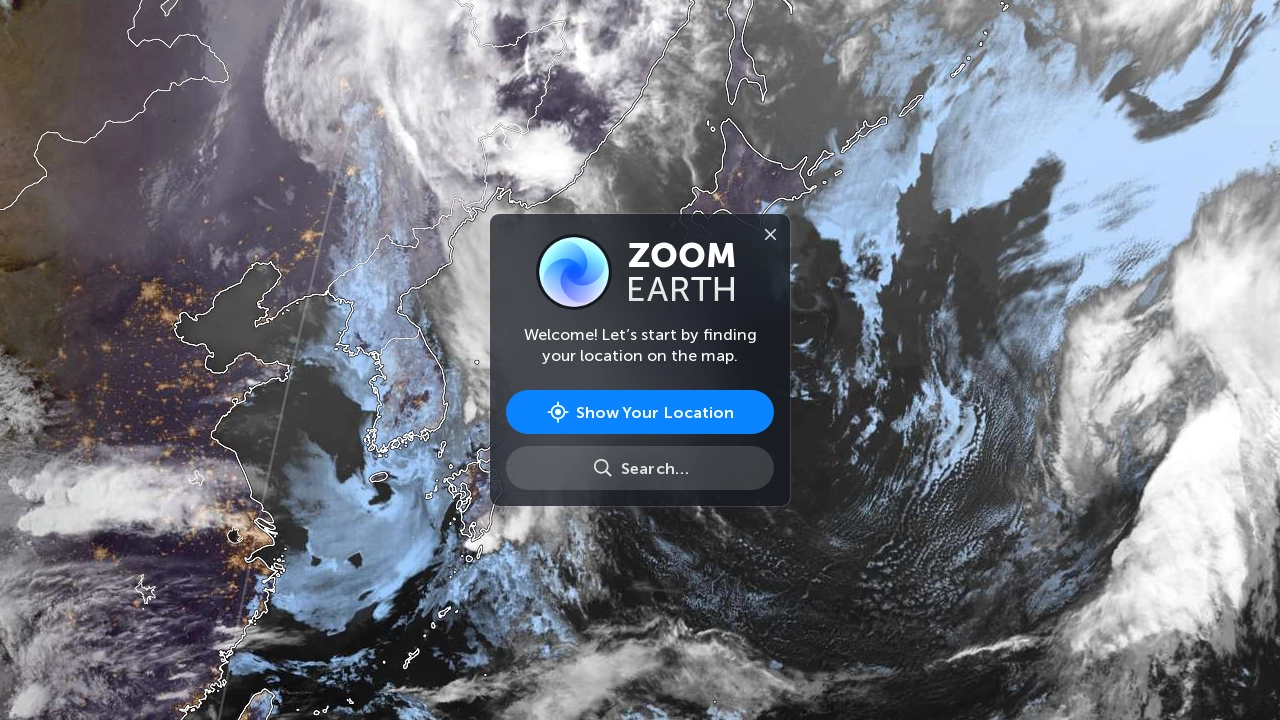 ZOOM
EARTH
Welcome! Let’s start by finding
your location on the map.
Show Your Location
Search…